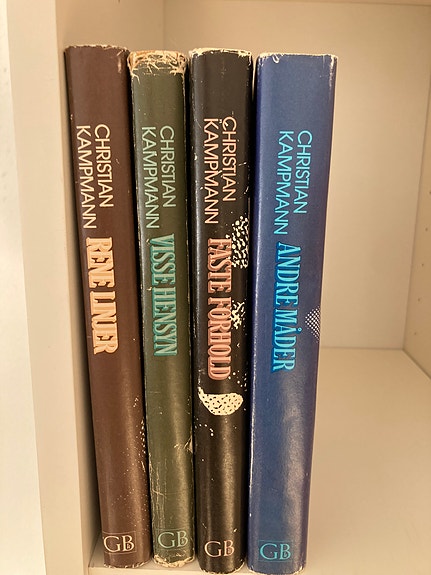 CHRISTIAN
KAMPMANN
RENE LINJER
GB
CHRISTIAN
KAMPMANN
VISSE HENSYN
GB
CHRISTIAN
KAMPMANN
FASTE FORHOLD
GB
CHRISTIAN
KAMPMANN
ANDRE MÅDER
GB